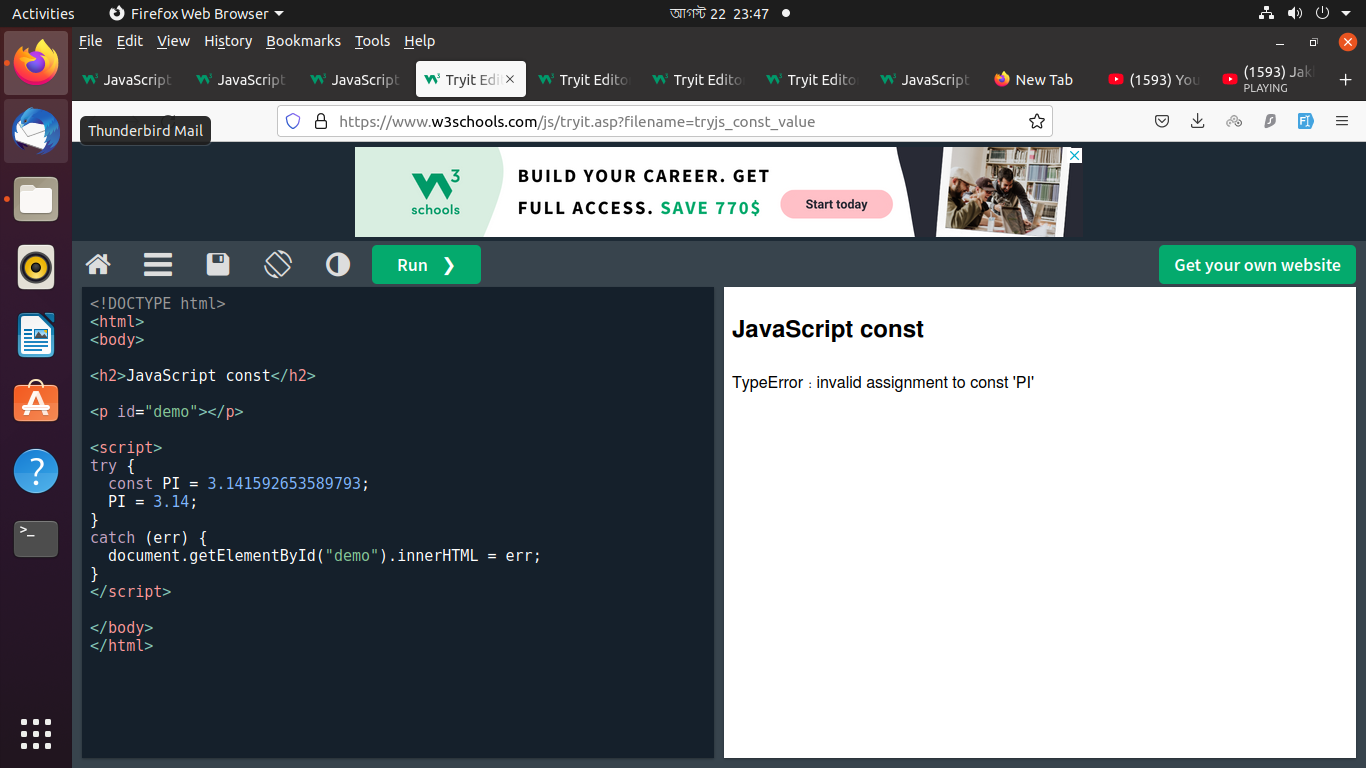 Activities
Firefox Web Browser
আগস্ট 22 23:47
File Edit View History Bookmarks Tools Help
JavaScript
JavaScript
JavaScript
Tryit Edi
Tryit Edito
Tryit Edito
Tryit Edito
JavaScript
New Tab
(1593) You
(1593) Jak
PLAYING
Thunderbird Mail
https://www.w3schools.com/js/tryit.asp?filename=tryjs_const_value
3
schools
BUILD YOUR CAREER. GET
FULL ACCESS. SAVE 770$
Start today
Run ❯
Get your own website
<!DOCTYPE html>
<html>
<body>
<h2>JavaScript const</h2>
<p id="demo"></p>
<script>
try {
const PI = 3.141592653589793;
PI = 3.14;
}
catch (err) {
document.getElementById("demo").innerHTML = err;
}
</script>
</body>
</html>
JavaScript const
TypeError : invalid assignment to const 'PI'